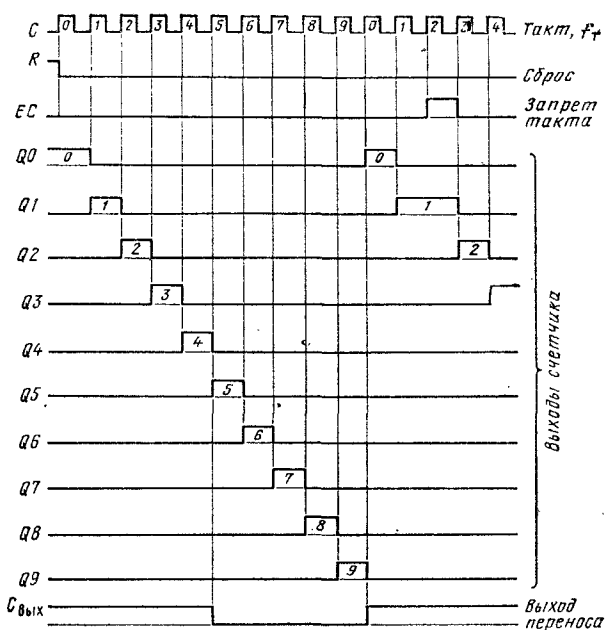 C 0 1 2 3 4 5 6 7 8 9 0 1 2 3 4 Такт, fт
R Сброс
EC Запрет
такта
Q0 0 0
Q1 1 1
Q2 2 2
Q3 3
Q4 4
Q5 5
Q6 6
Q7 7
Q8 8
Q9 9
Выходы счетчика
Cвых Выход
переноса